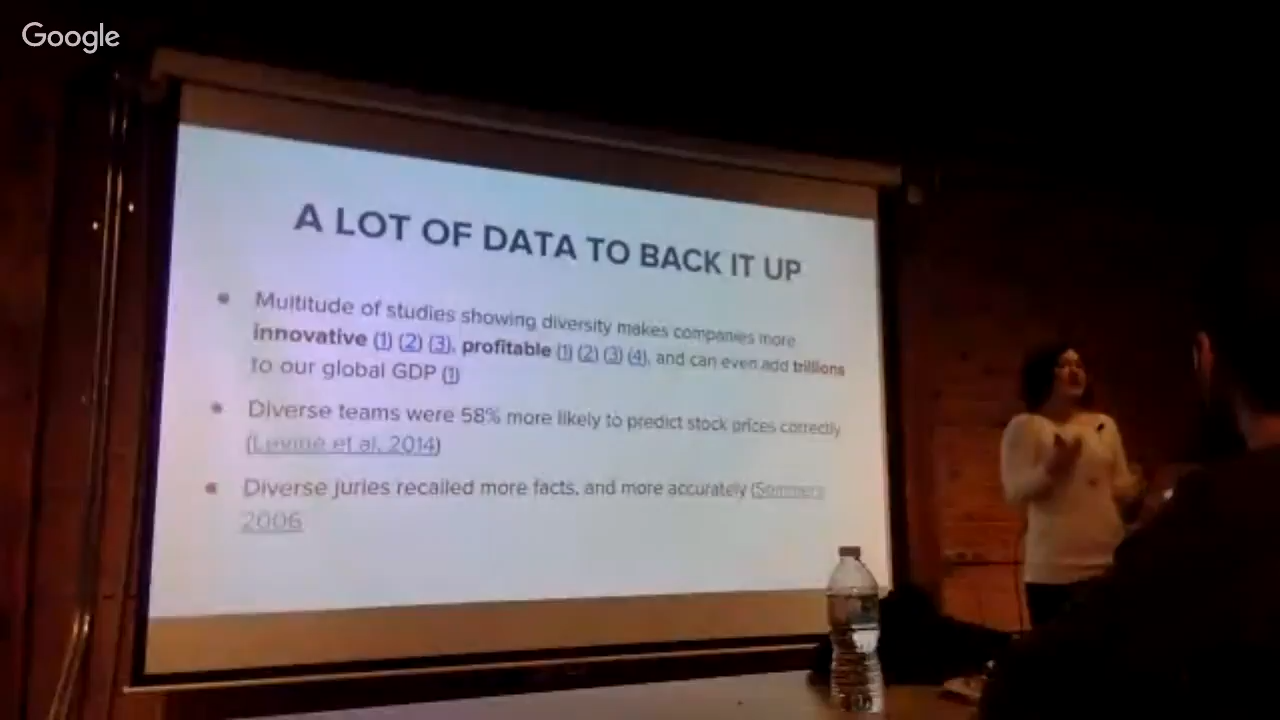 Google
A LOT OF DATA TO BACK IT UP
• Multitude of studies showing diversity makes companies more
innovative (1) (2) (3), profitable (1) (2) (3) (4), and can even add trillions
to our global GDP (1)
• Diverse teams were 58% more likely to predict stock prices correctly
(Levine et al. 2014)
• Diverse juries recalled more facts, and more accurately (Sommers
2006